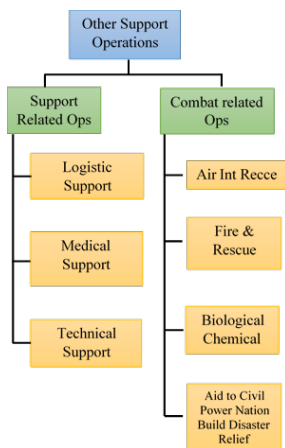 Other Support
Operations
Support
Related Ops
Logistic
Support
Medical
Support
Technical
Support
Combat related
Ops
Air Int Recce
Fire &
Rescue
Biological
Chemical
Aid to Civil
Power Nation
Build Disaster
Relief